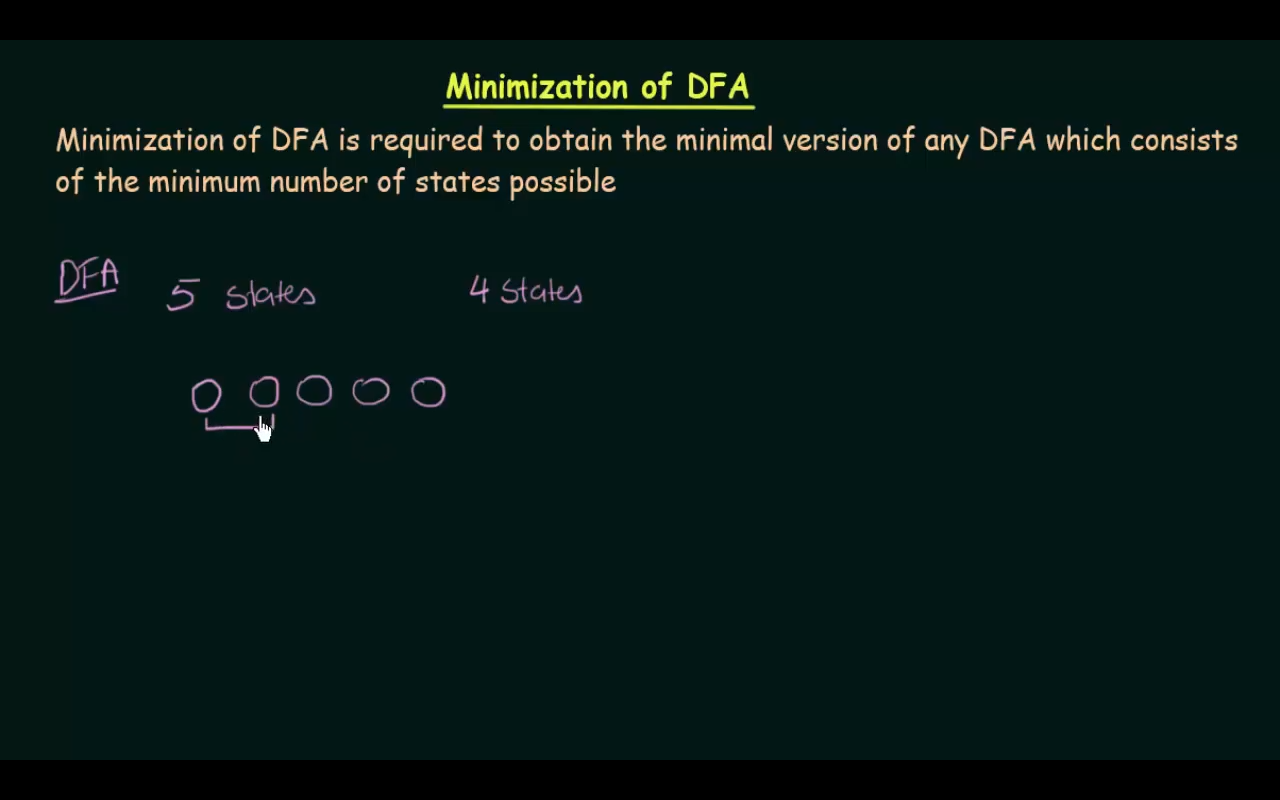 Minimization of DFA
Minimization of DFA is required to obtain the minimal version of any DFA which consists
of the minimum number of states possible
DFA 5 States 4 States